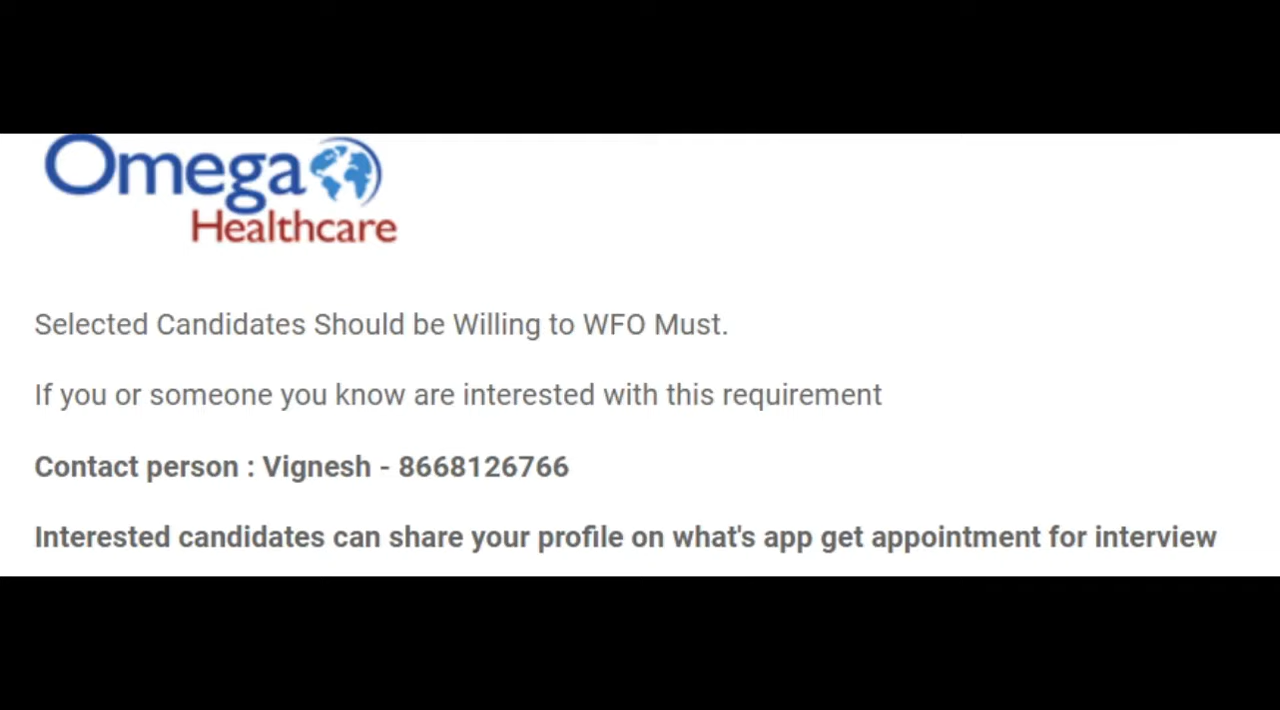 Omega
Healthcare
Selected Candidates Should be Willing to WFO Must.
If you or someone you know are interested with this requirement
Contact person : Vignesh - 8668126766
Interested candidates can share your profile on what's app get appointment for interview